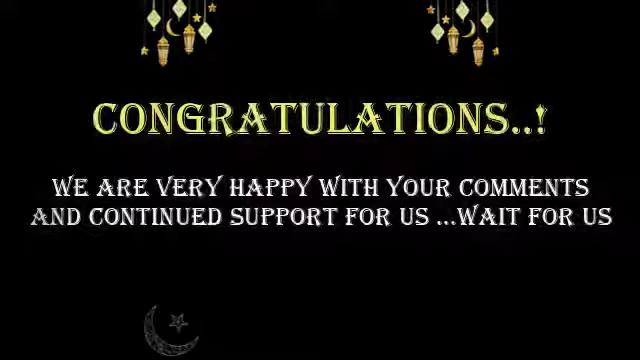 CONGRATULATIONS..!
WE ARE VERY HAPPY WITH YOUR COMMENTS
AND CONTINUED SUPPORT FOR US ...WAIT FOR US